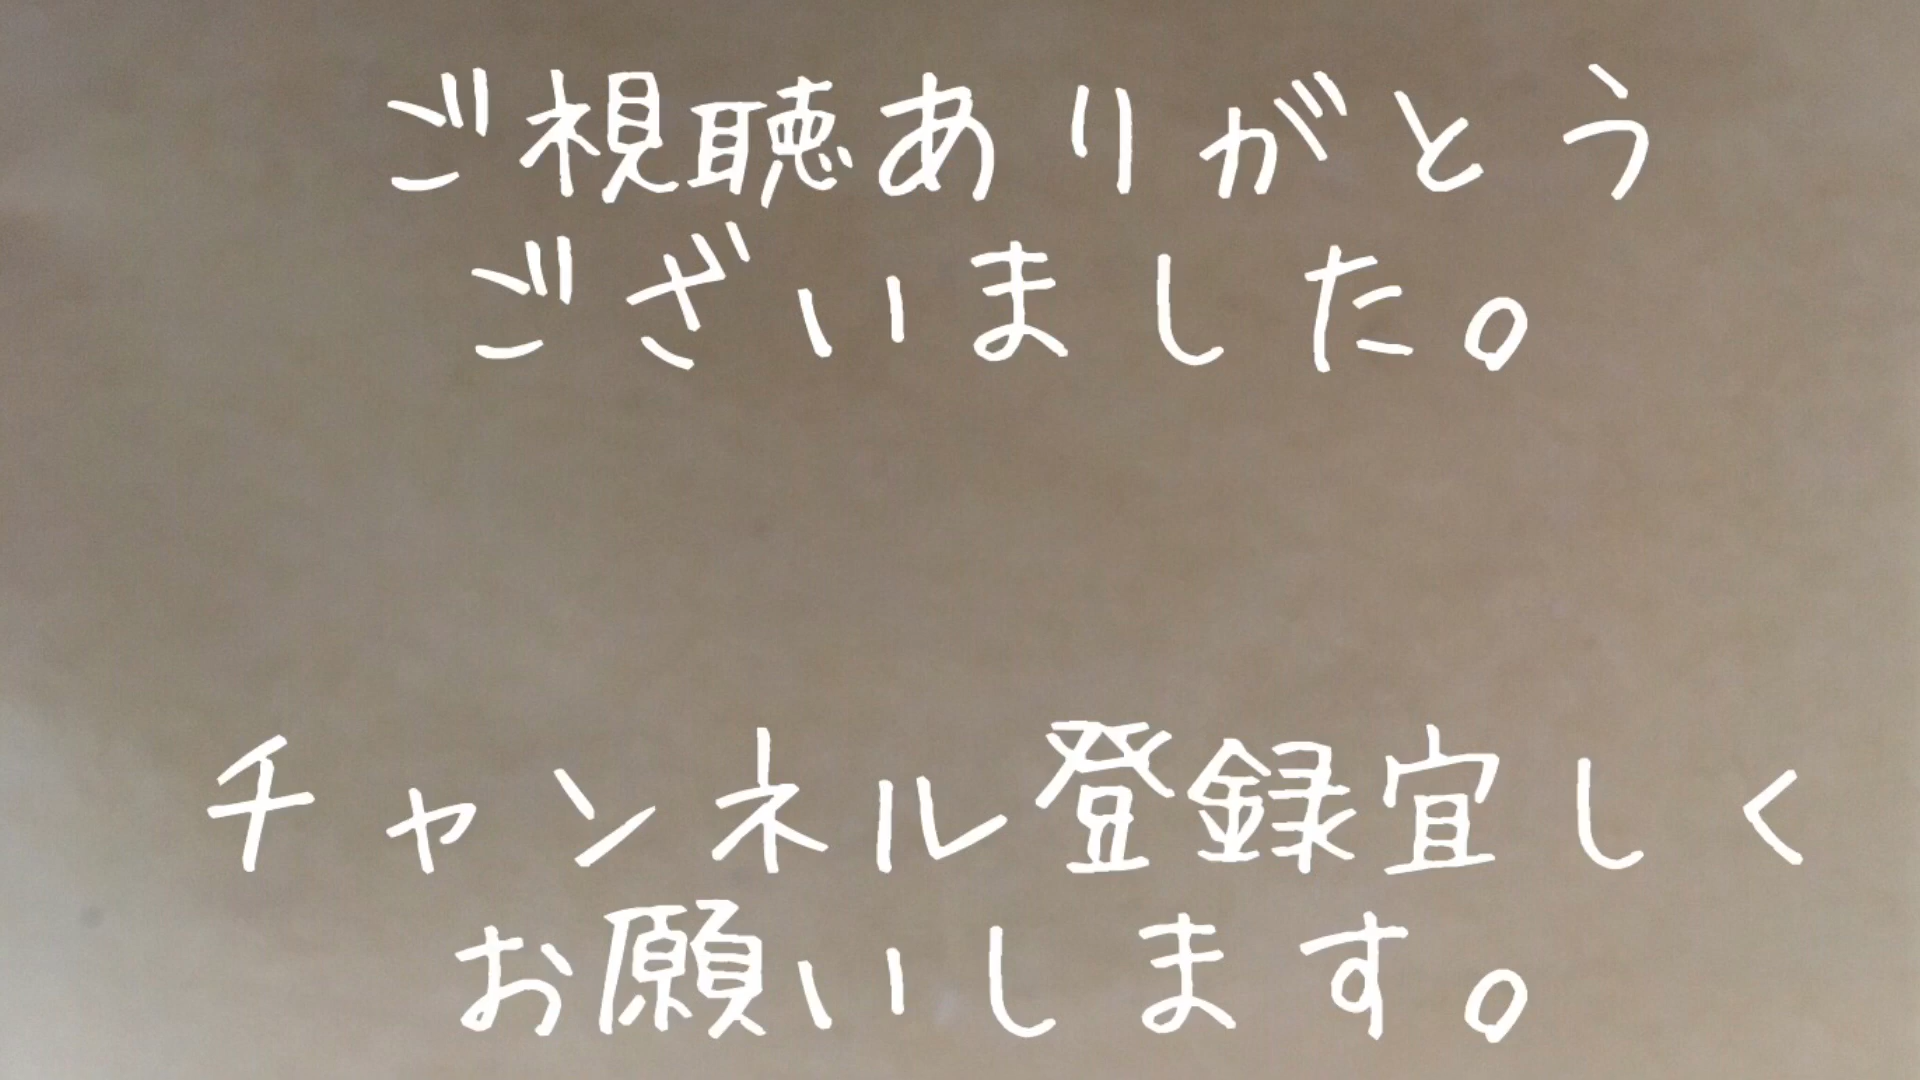 ご視聴ありがとう
ございました。
チャンネル登録宜しく
お願いします。